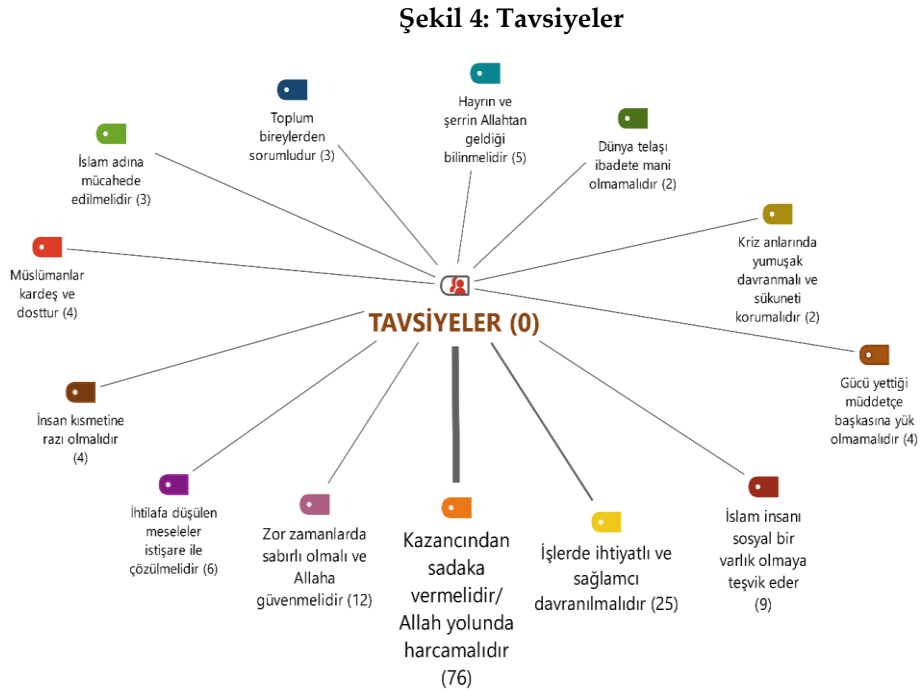 Şekil 4: Tavsiyeler
Hayrın ve
şerrin Allahtan
geldiği
bilinmelidir (5)
Toplum
bireylerden
sorumludur (3)
Dünya telaşı
ibadete mani
olmamalıdır (2)
İslam adına
mücahede
edilmelidir (3)
Kriz anlarında
yumuşak
davranmalı ve
sükuneti
korumalıdır (2)
Müslümanlar
kardeş ve
dosttur (4)
TAVSİYELER (0)
Gücü yettiği
müddetçe
başkasına yük
olmamalıdır (4)
İnsan kısmetine
razı olmalıdır
(4)
İhtilafa düşülen
meseleler
istişare ile
çözülmelidir (6)
Zor zamanlarda
sabırlı olmalı ve
Allaha
güvenmelidir (12)
Kazancından
sadaka
vermelidir/
Allah yolunda
harcamalıdır
(76)
İşlerde ihtiyatlı ve
sağlamcı
davranılmalıdır (25)
İslam insanı
sosyal bir
varlık olmaya
teşvik eder
(9)